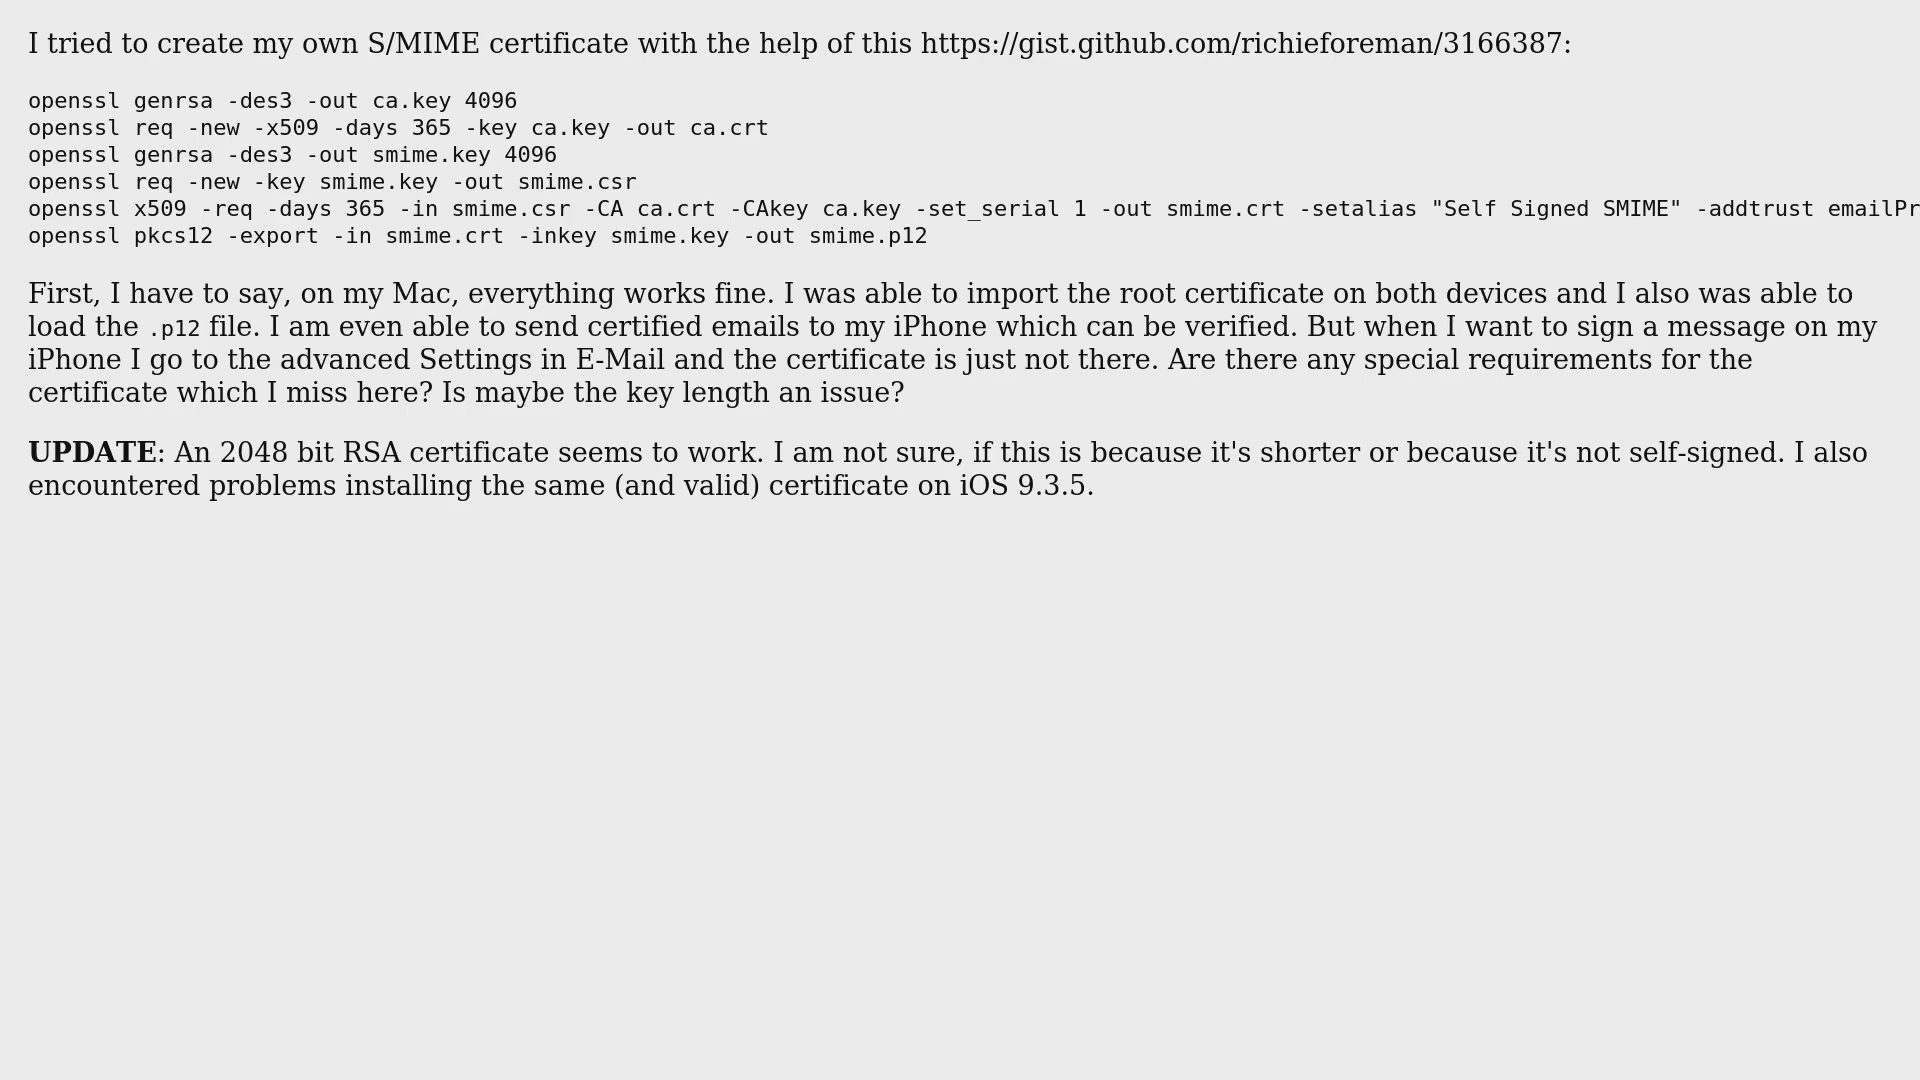 I tried to create my own S/MIME certificate with the help of this https://gist.github.com/richieforeman/3166387:
openssl genrsa -des3 -out ca.key 4096
openssl req -new -x509 -days 365 -key ca.key -out ca.crt
openssl genrsa -des3 -out smime.key 4096
openssl req -new -key smime.key -out smime.csr
openssl x509 -req -days 365 -in smime.csr -CA ca.crt -CAkey ca.key -set_serial 1 -out smime.crt -setalias "Self Signed SMIME" -addtrust emailPr
openssl pkcs12 -export -in smime.crt -inkey smime.key -out smime.p12
First, I have to say, on my Mac, everything works fine. I was able to import the root certificate on both devices and I also was able to
load the .p12 file. I am even able to send certified emails to my iPhone which can be verified. But when I want to sign a message on my
iPhone I go to the advanced Settings in E-Mail and the certificate is just not there. Are there any special requirements for the
certificate which I miss here? Is maybe the key length an issue?
UPDATE: An 2048 bit RSA certificate seems to work. I am not sure, if this is because it's shorter or because it's not self-signed. I also
encountered problems installing the same (and valid) certificate on iOS 9.3.5.